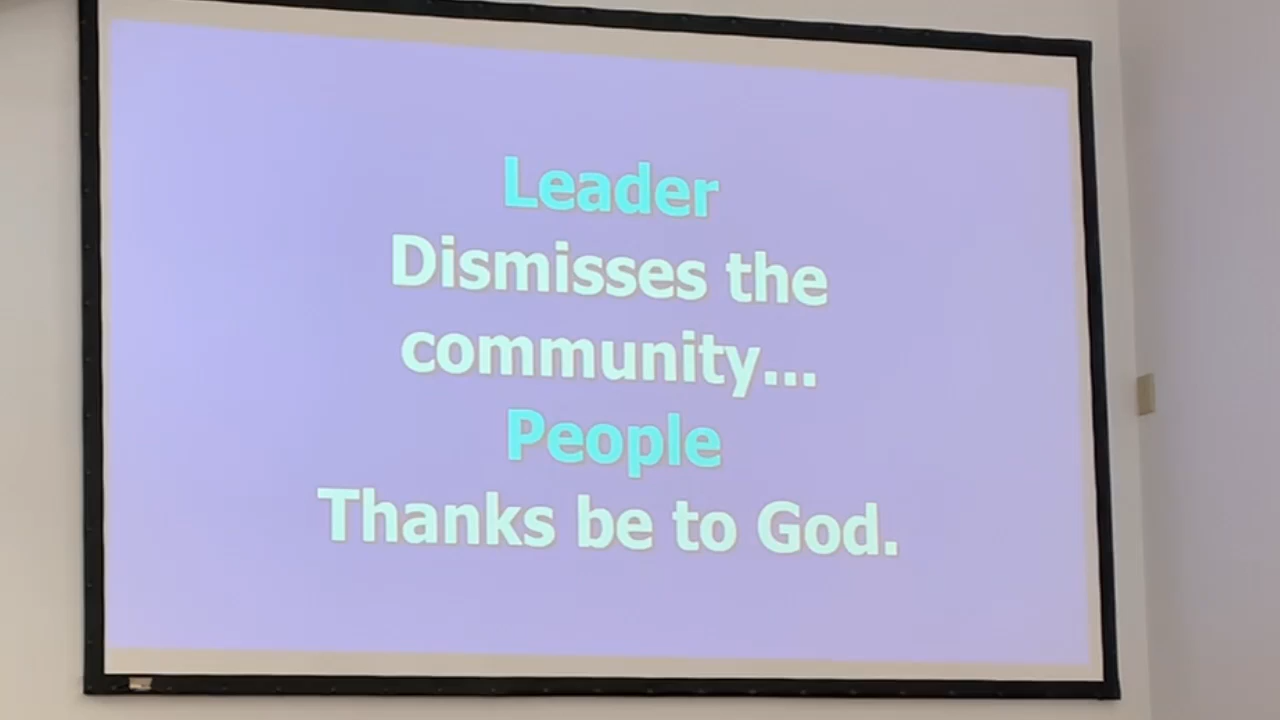 Leader
Dismisses the
community...
People
Thanks be to God.